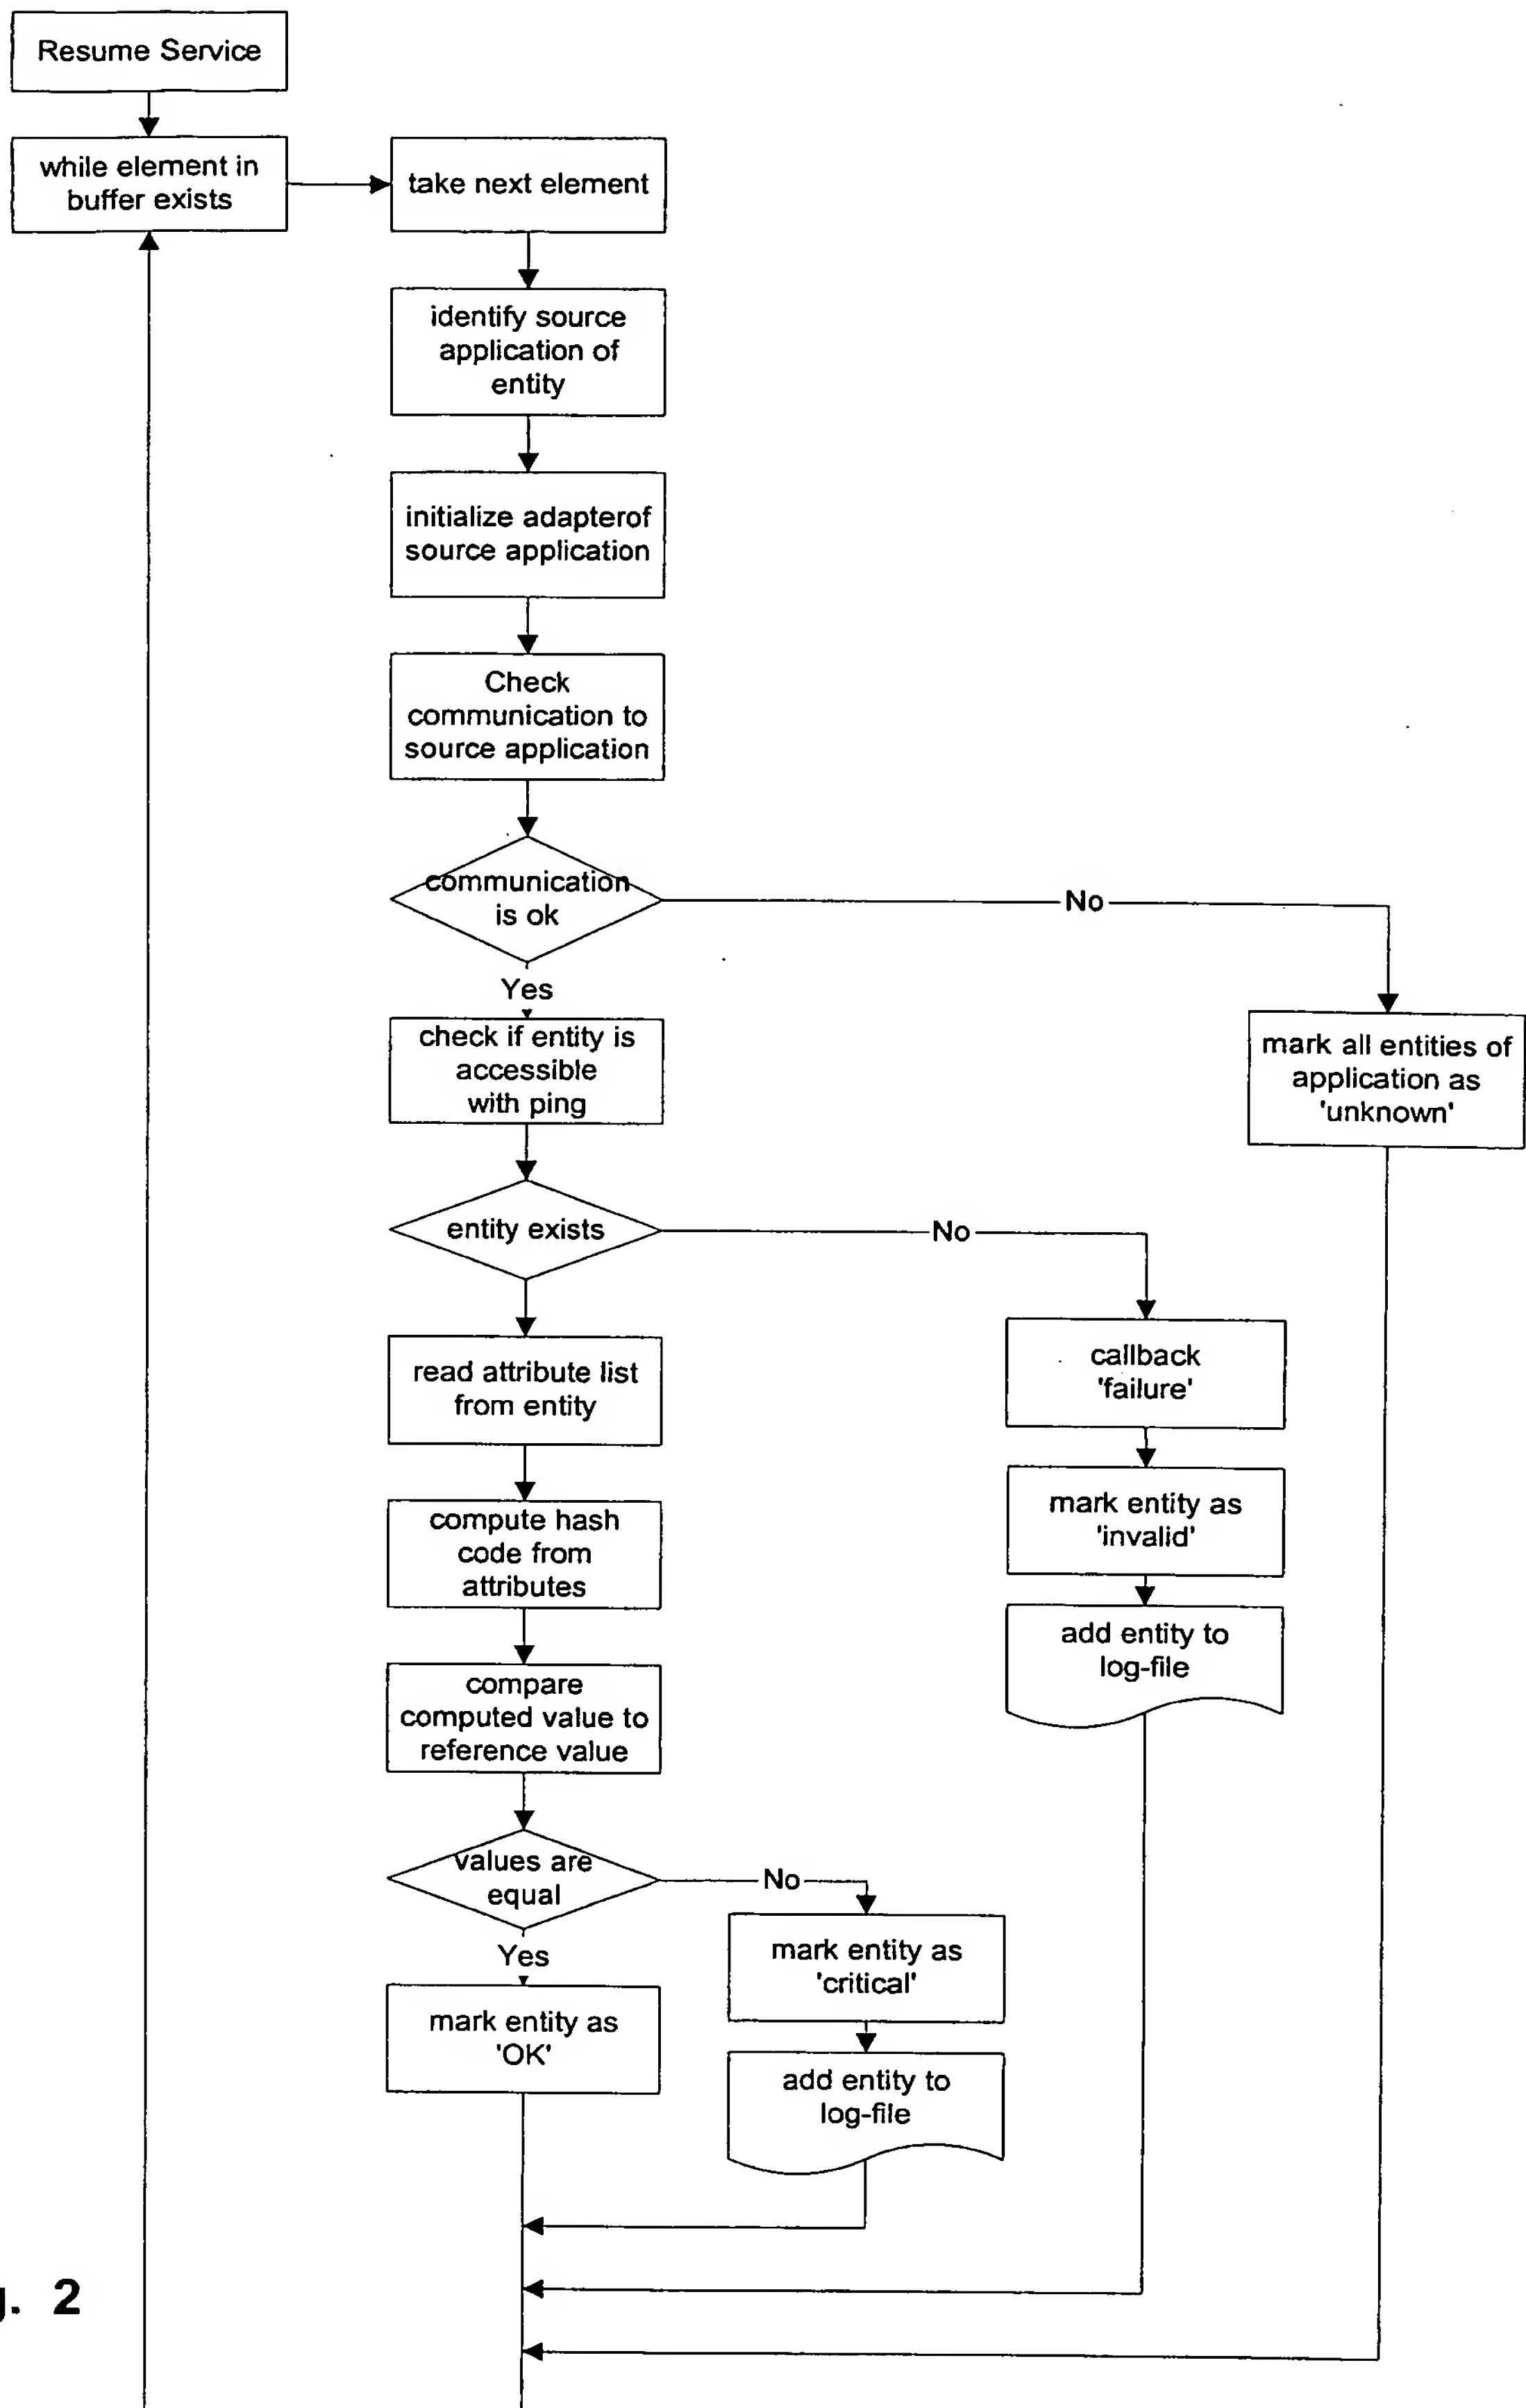 Resume Service
while element in
buffer exists
take next element
identify source
application of
entity
initialize adapterof
source application
Check
communication to
source application
communication
is ok
No
Yes
check if entity is
accessible
with ping
mark all entities of
application as
'unknown'
entity exists
No
read attribute list
from entity
callback
'failure'
compute hash
code from
attributes
mark entity as
'invalid'
add entity to
log-file
compare
computed value to
reference value
values are
equal
No
Yes
mark entity as
'critical'
mark entity as
'OK'
add entity to
log-file
. 2